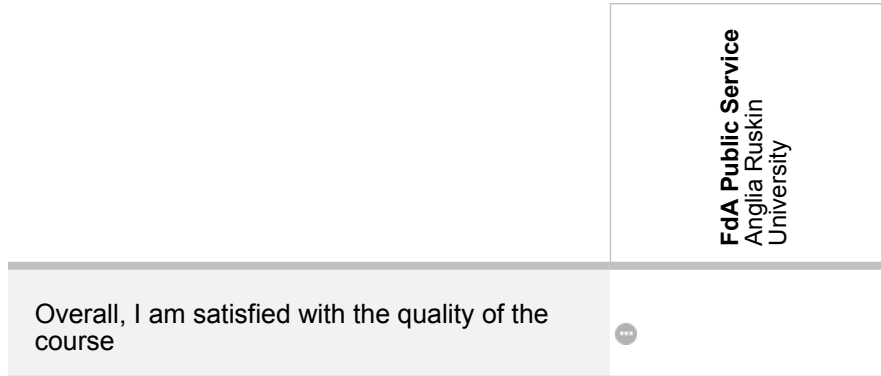 FdA Public Service
Anglia Ruskin
University
Overall, I am satisfied with the quality of the
course